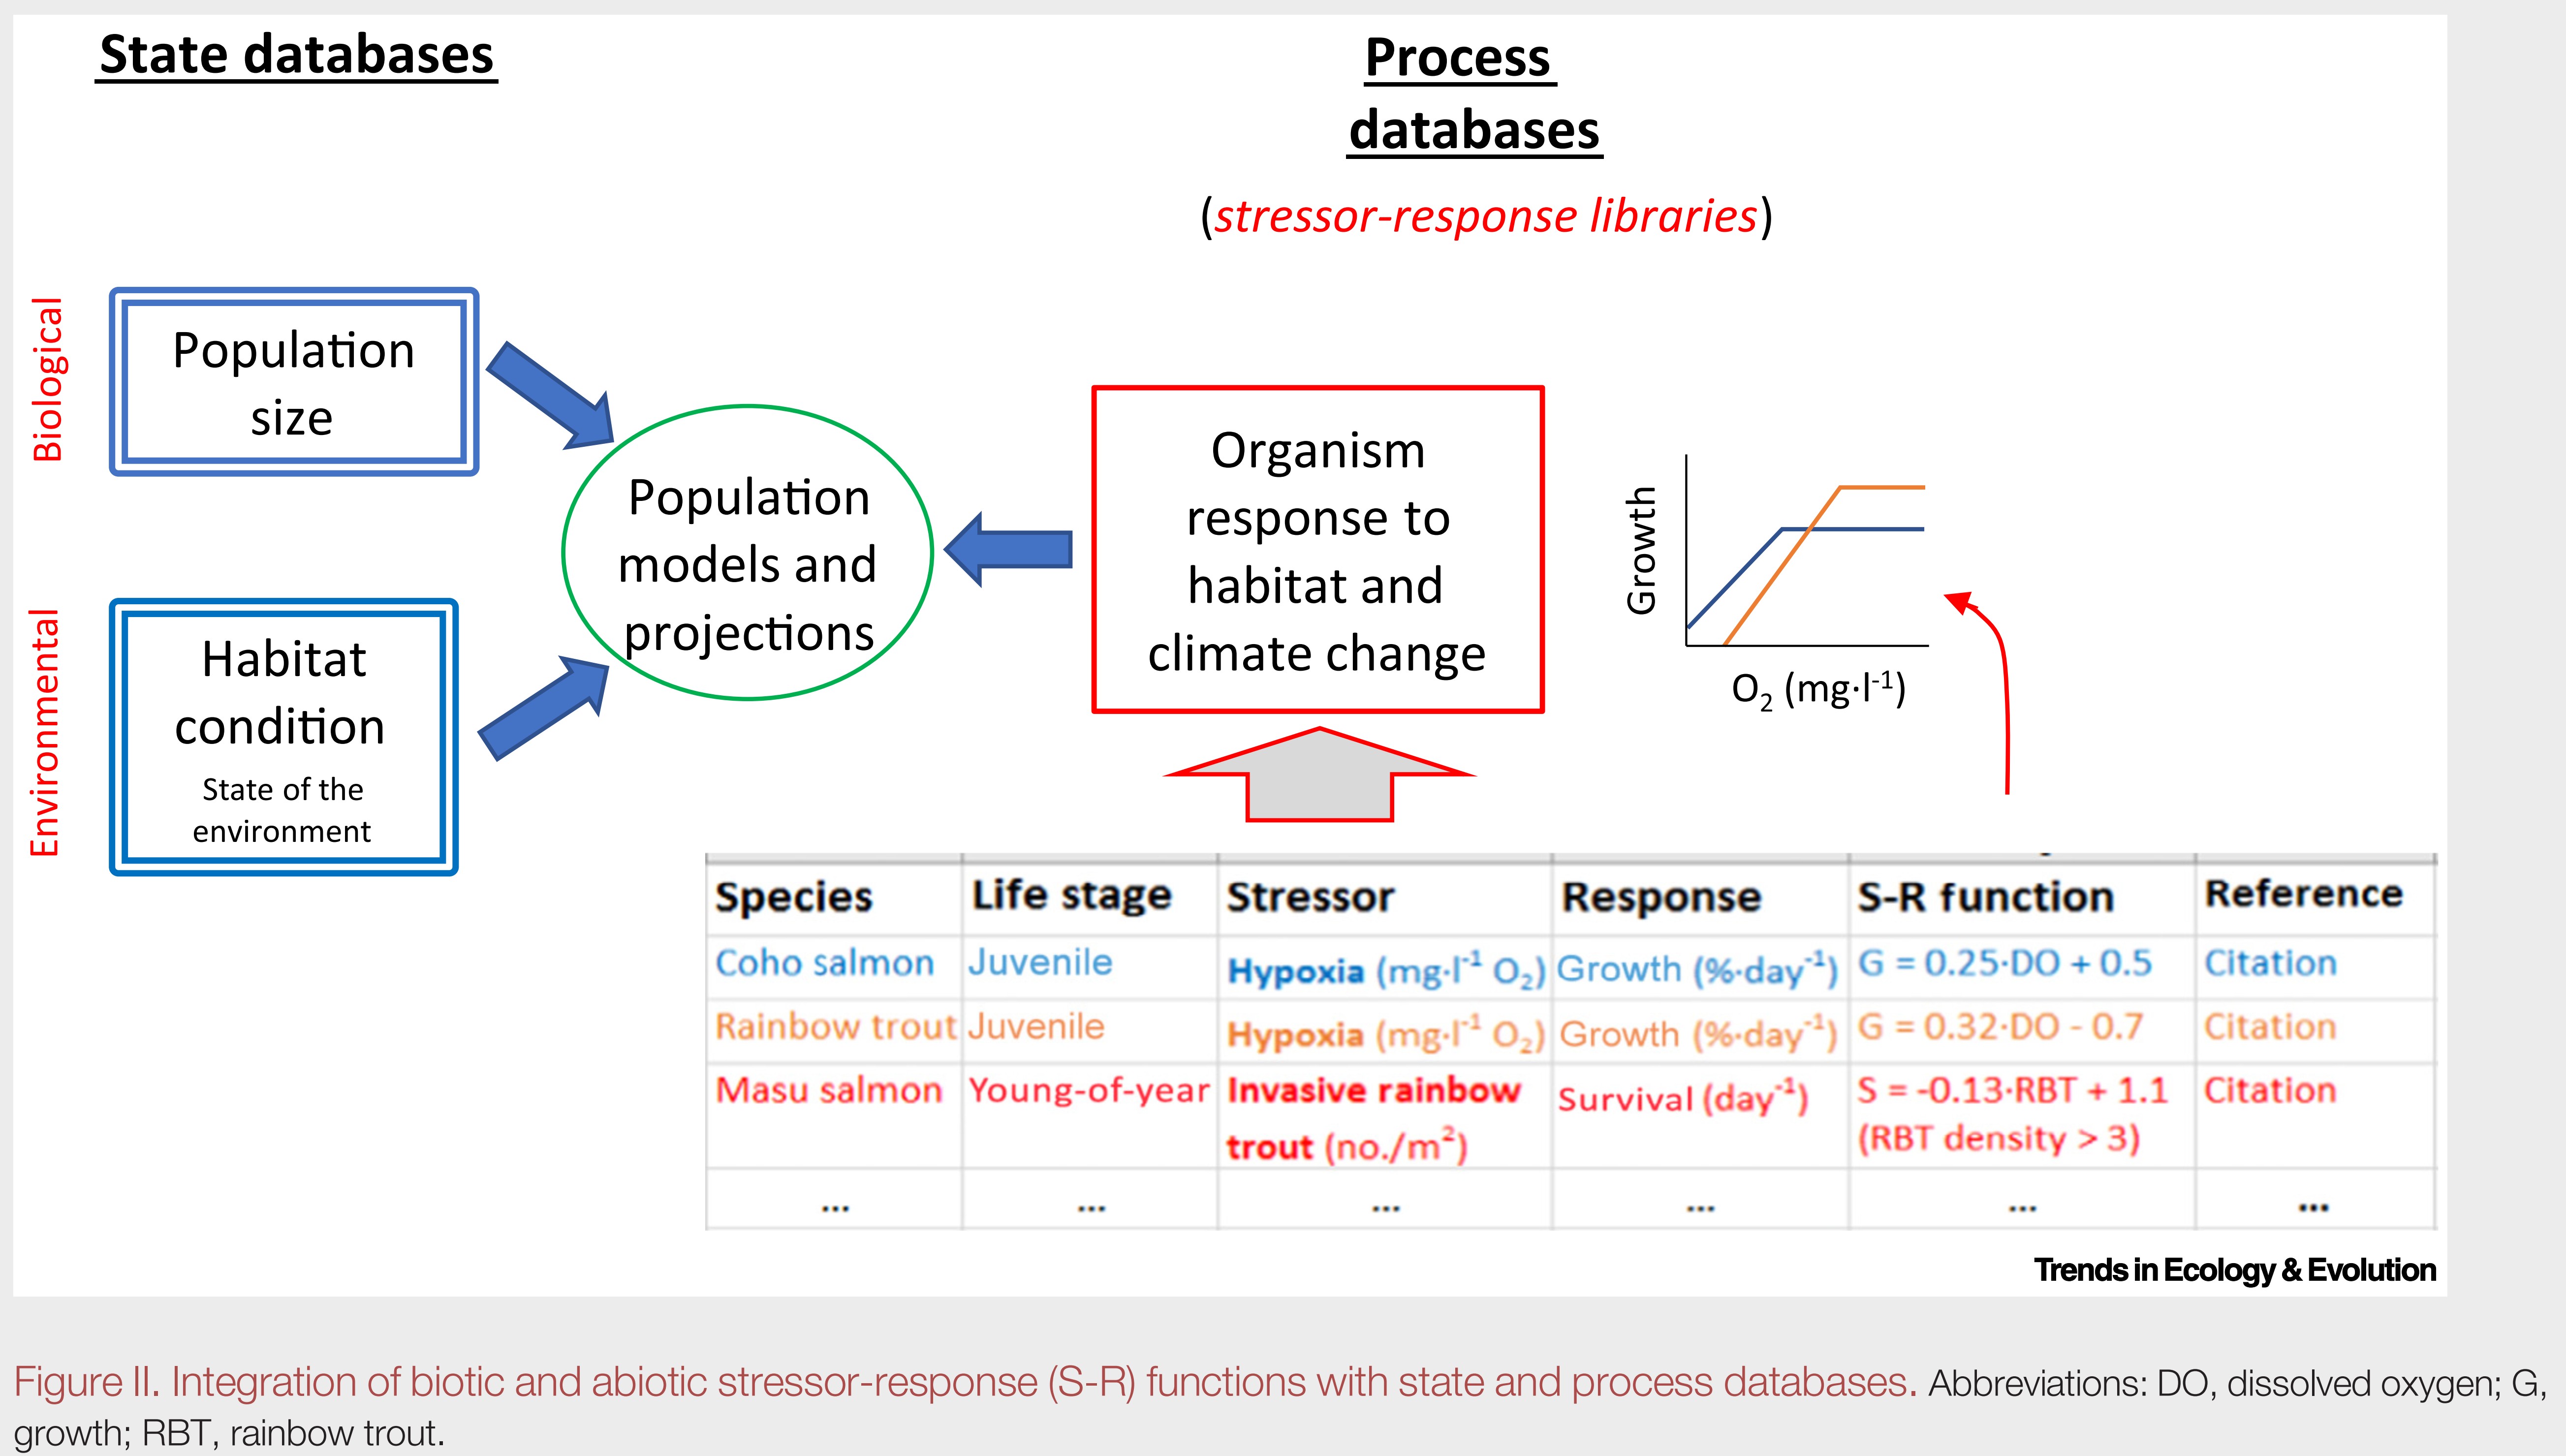 State databases
Process
databases
(stressor-response libraries)
Biological
Population
size
Environmental
Habitat
condition
State of the
environment
Population
models and
projections
Organism
response to
habitat and
climate change
Growth
O₂ (mg·l⁻¹)
Species Life stage Stressor Response S-R function Reference
Coho salmon Juvenile Hypoxia (mg·l⁻¹ O₂) Growth (%·day⁻¹) G = 0.25·DO + 0.5 Citation
Rainbow trout Juvenile Hypoxia (mg·l⁻¹ O₂) Growth (%·day⁻¹) G = 0.32·DO - 0.7 Citation
Masu salmon Young-of-year Invasive rainbow Survival (day⁻¹) S = -0.13·RBT + 1.1 Citation
trout (no./m²) (RBT density > 3)
... ... ... ... ... ...
Trends in Ecology & Evolution
Figure II. Integration of biotic and abiotic stressor-response (S-R) functions with state and process databases. Abbreviations: DO, dissolved oxygen; G,
growth; RBT, rainbow trout.